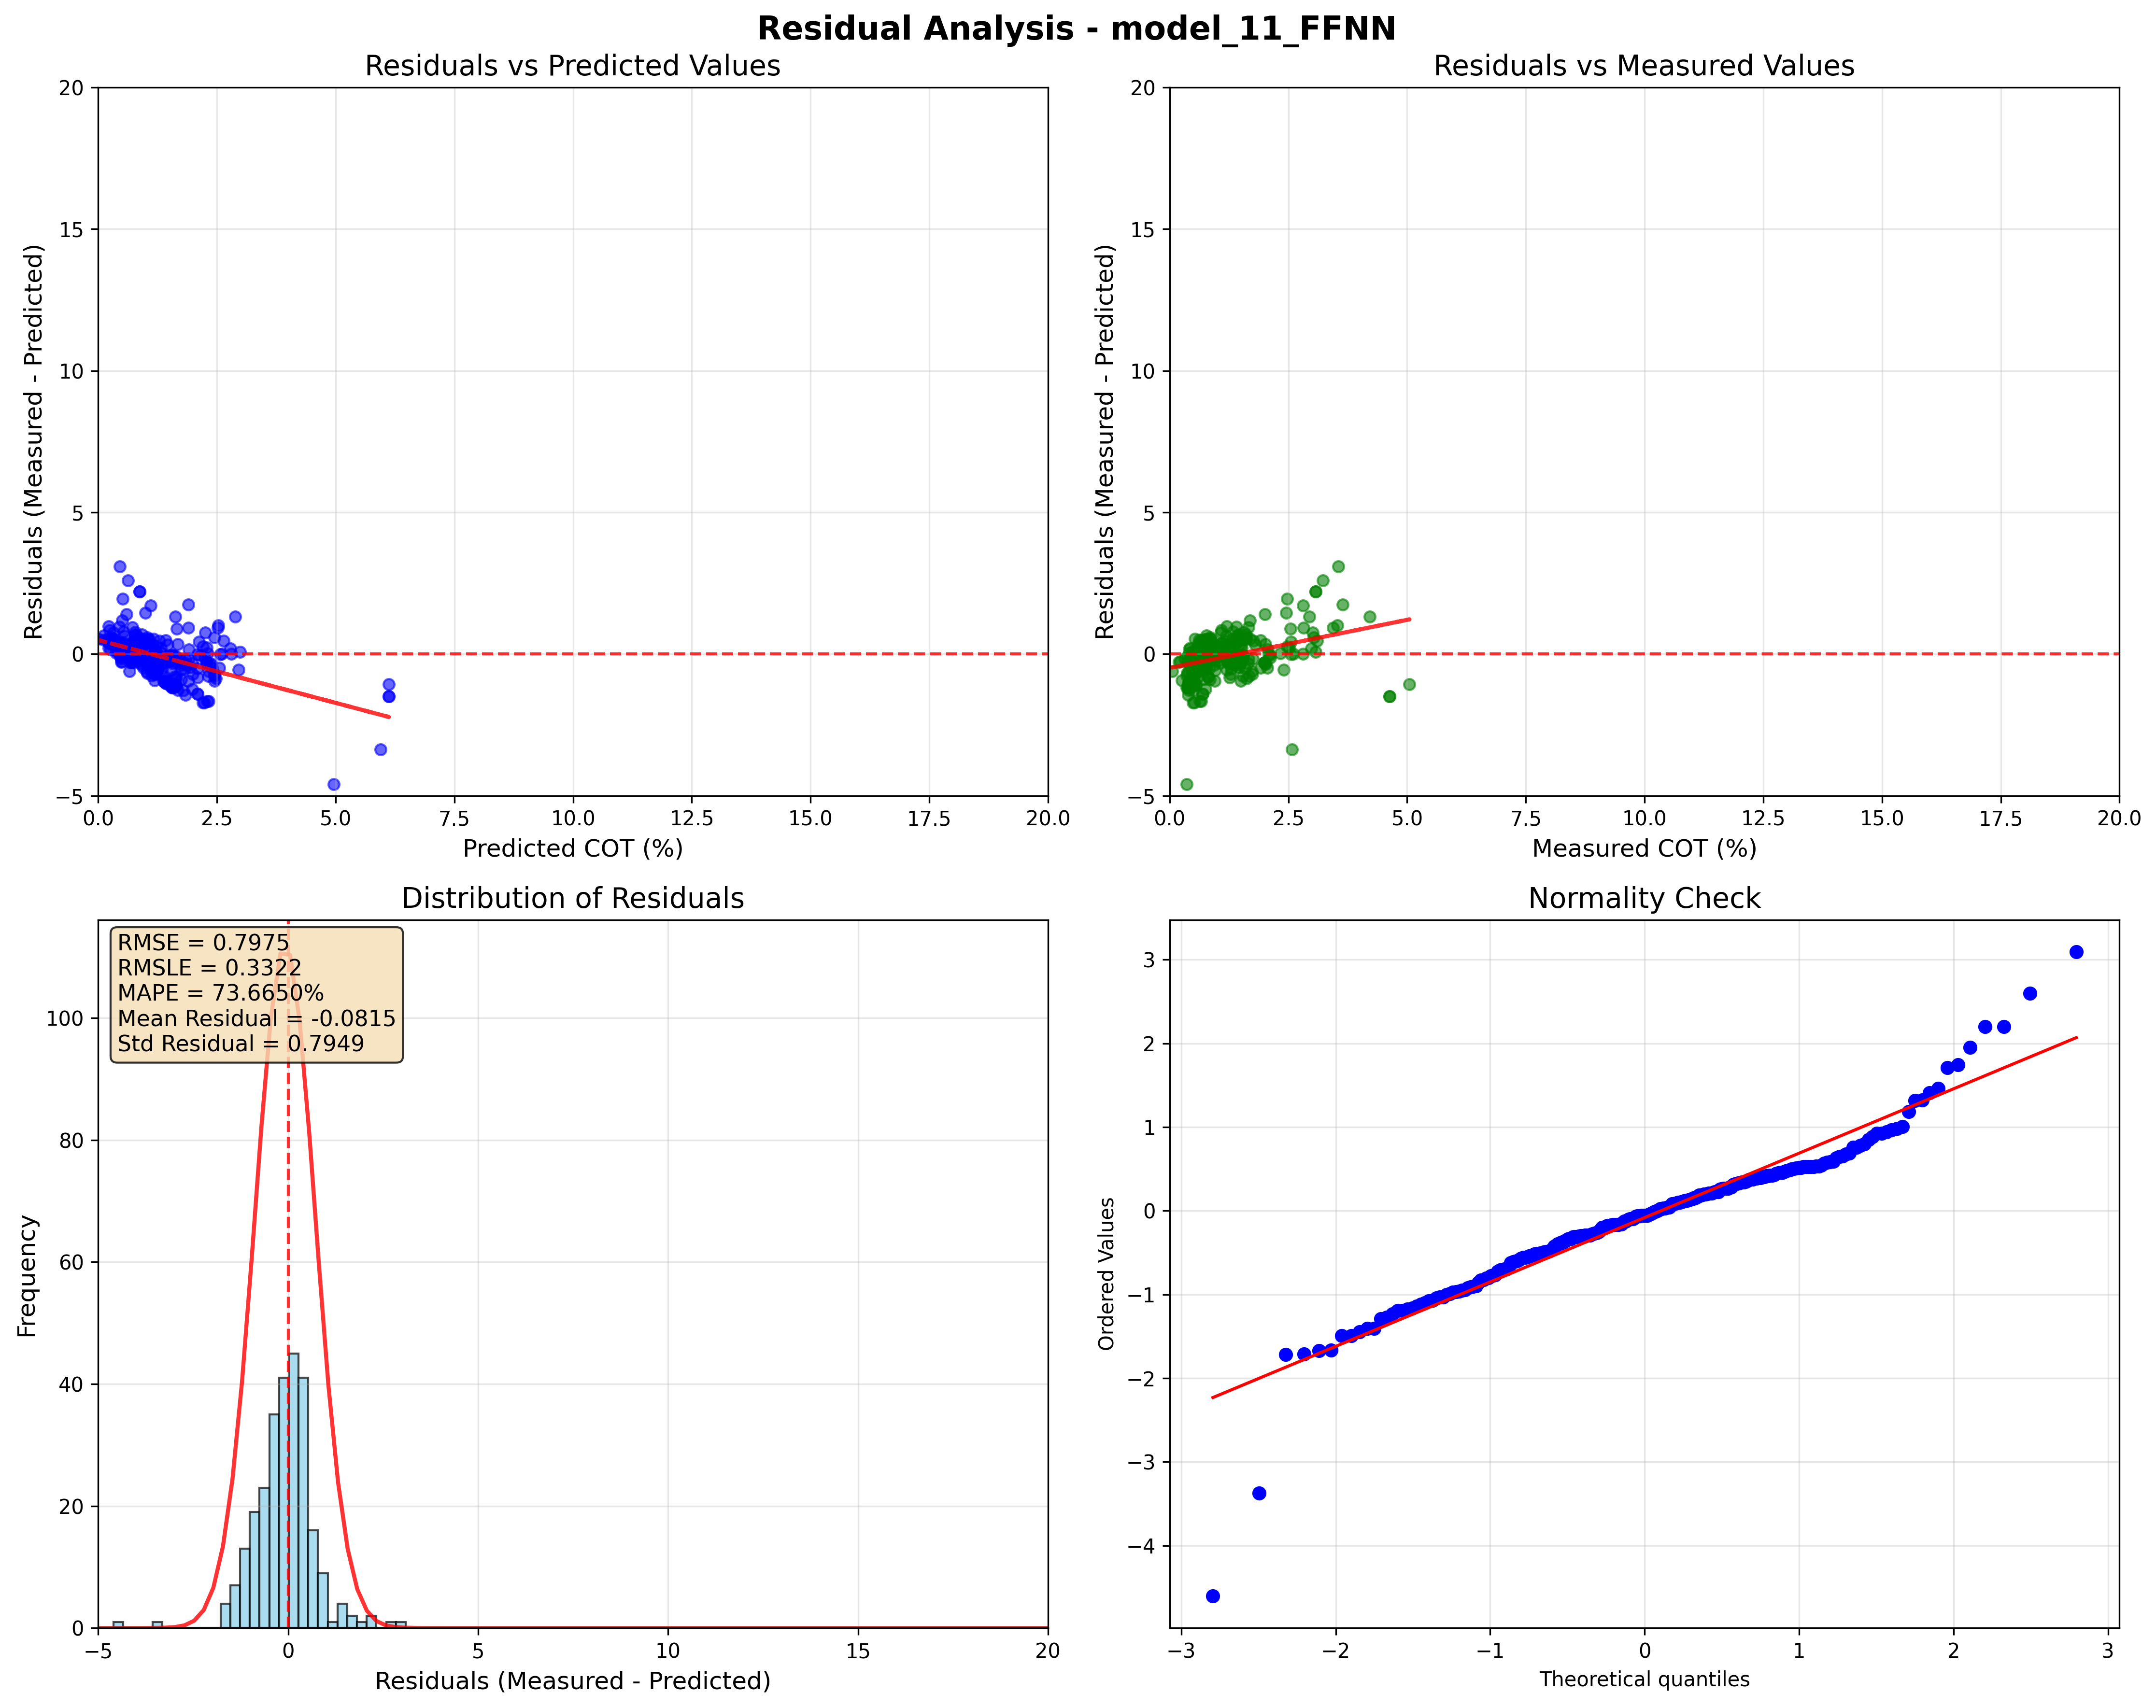 Residual Analysis - model_11_FFNN
Residuals vs Predicted Values
20
15
10
5
0
−5
0.0 2.5 5.0 7.5 10.0 12.5 15.0 17.5 20.0
Residuals (Measured - Predicted)
Predicted COT (%)
Residuals vs Measured Values
20
15
10
5
0
−5
0.0 2.5 5.0 7.5 10.0 12.5 15.0 17.5 20.0
Residuals (Measured - Predicted)
Measured COT (%)
Distribution of Residuals
RMSE = 0.7975
RMSLE = 0.3322
MAPE = 73.6650%
Mean Residual = -0.0815
Std Residual = 0.7949
100
80
60
40
20
0
−5 0 5 10 15 20
Frequency
Residuals (Measured - Predicted)
Normality Check
3
2
1
0
−1
−2
−3
−4
−3 −2 −1 0 1 2 3
Ordered Values
Theoretical quantiles